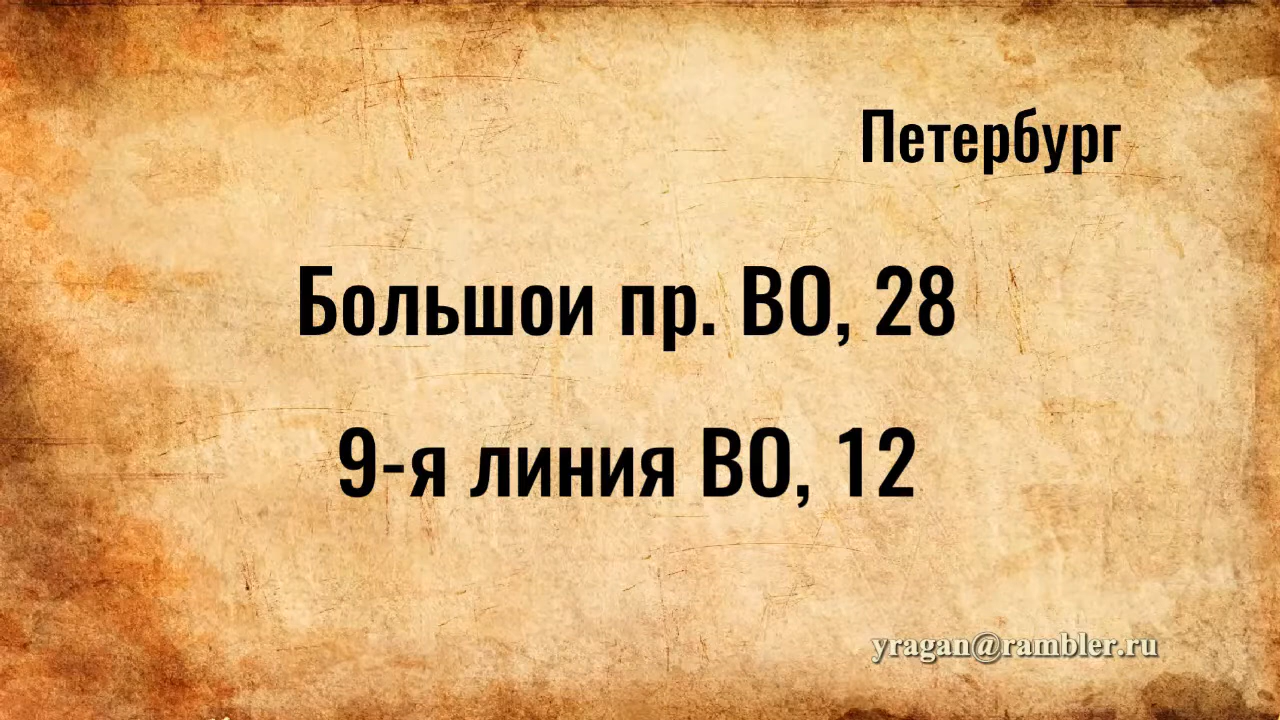 Петербург
Большои пр. ВО, 28
9-я линия ВО, 12
yragan@rambler.ru